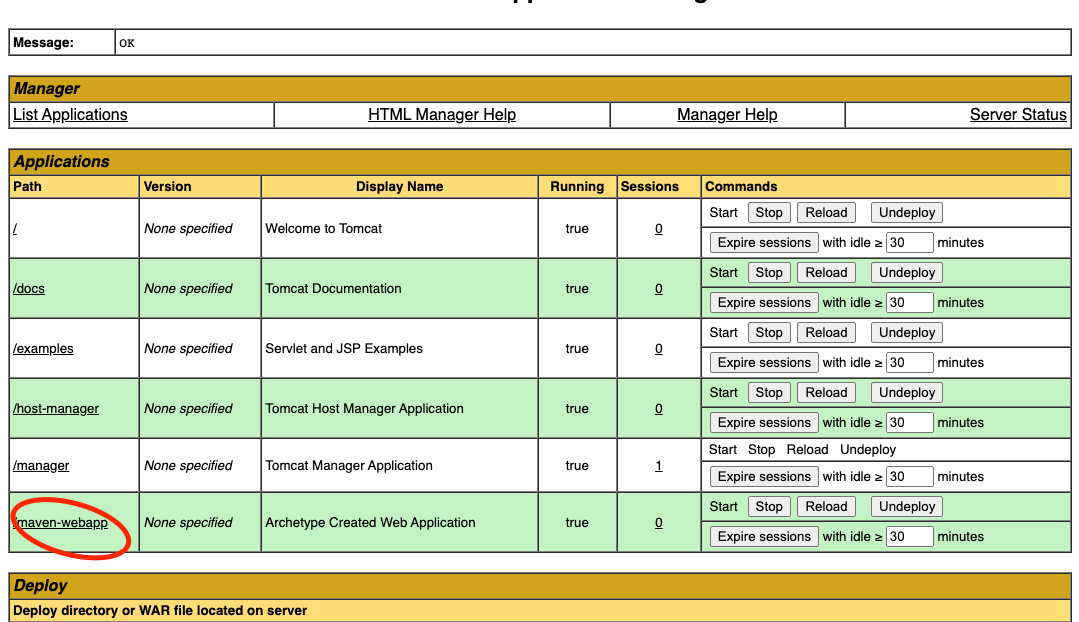 Message: OK
Manager
List Applications HTML Manager Help Manager Help Server Status
Applications
Path Version Display Name Running Sessions Commands
/ None specified Welcome to Tomcat true 0 Start Stop Reload Undeploy
Expire sessions with idle ≥ 30 minutes
/docs None specified Tomcat Documentation true 0 Start Stop Reload Undeploy
Expire sessions with idle ≥ 30 minutes
/examples None specified Servlet and JSP Examples true 0 Start Stop Reload Undeploy
Expire sessions with idle ≥ 30 minutes
/host-manager None specified Tomcat Host Manager Application true 0 Start Stop Reload Undeploy
Expire sessions with idle ≥ 30 minutes
/manager None specified Tomcat Manager Application true 1 Start Stop Reload Undeploy
Expire sessions with idle ≥ 30 minutes
/maven-webapp None specified Archetype Created Web Application true 0 Start Stop Reload Undeploy
Expire sessions with idle ≥ 30 minutes
Deploy
Deploy directory or WAR file located on server